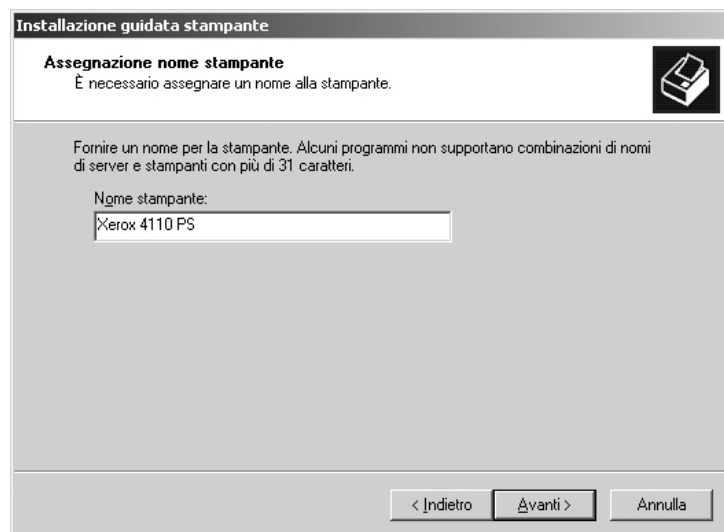 Installazione guidata stampante
Assegnazione nome stampante
È necessario assegnare un nome alla stampante.
Fornire un nome per la stampante. Alcuni programmi non supportano combinazioni di nomi
di server e stampanti con più di 31 caratteri.
Nome stampante:
Xerox 4110 PS
< Indietro
Avanti >
Annulla